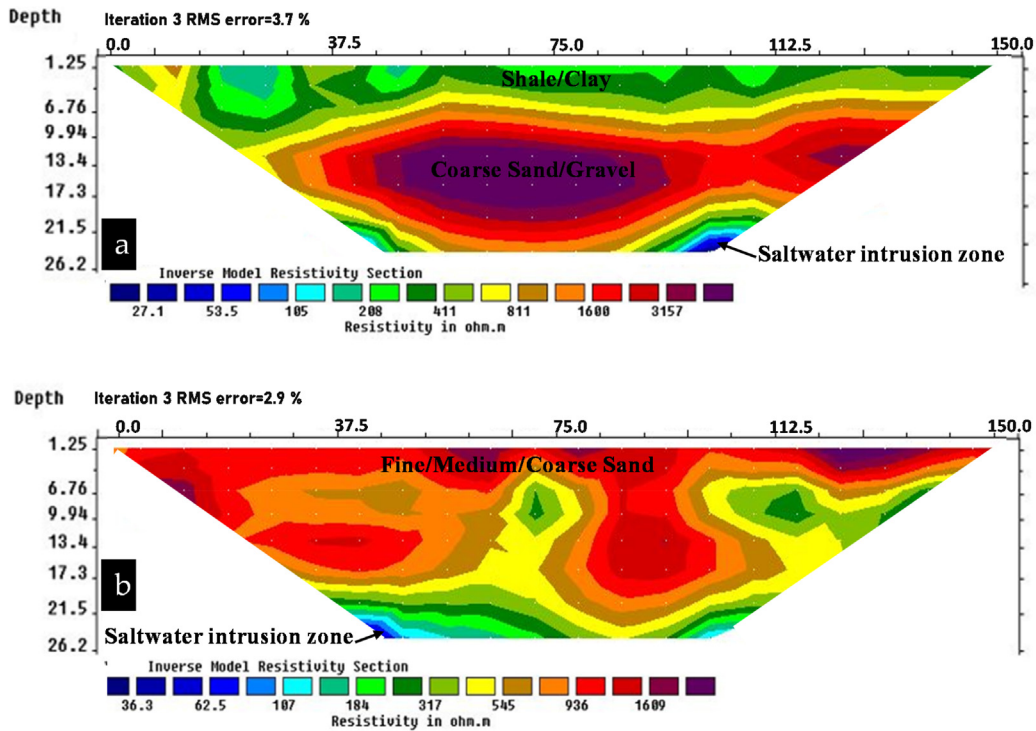 Depth
Iteration 3 RMS error=3.7 %
0.0 37.5 75.0 112.5 150.0
1.25
Shale/Clay
6.76
9.94
13.4
Coarse Sand/Gravel
17.3
21.5
a
Saltwater intrusion zone
26.2
Inverse Model Resistivity Section
27.1 53.5 105 208 411 811 1600 3157
Resistivity in ohm.m
Depth
Iteration 3 RMS error=2.9 %
0.0 37.5 75.0 112.5 150.0
1.25
Fine/Medium/Coarse Sand
6.76
9.94
13.4
17.3
b
21.5
Saltwater intrusion zone
26.2
Inverse Model Resistivity Section
36.3 62.5 107 184 317 545 936 1609
Resistivity in ohm.m